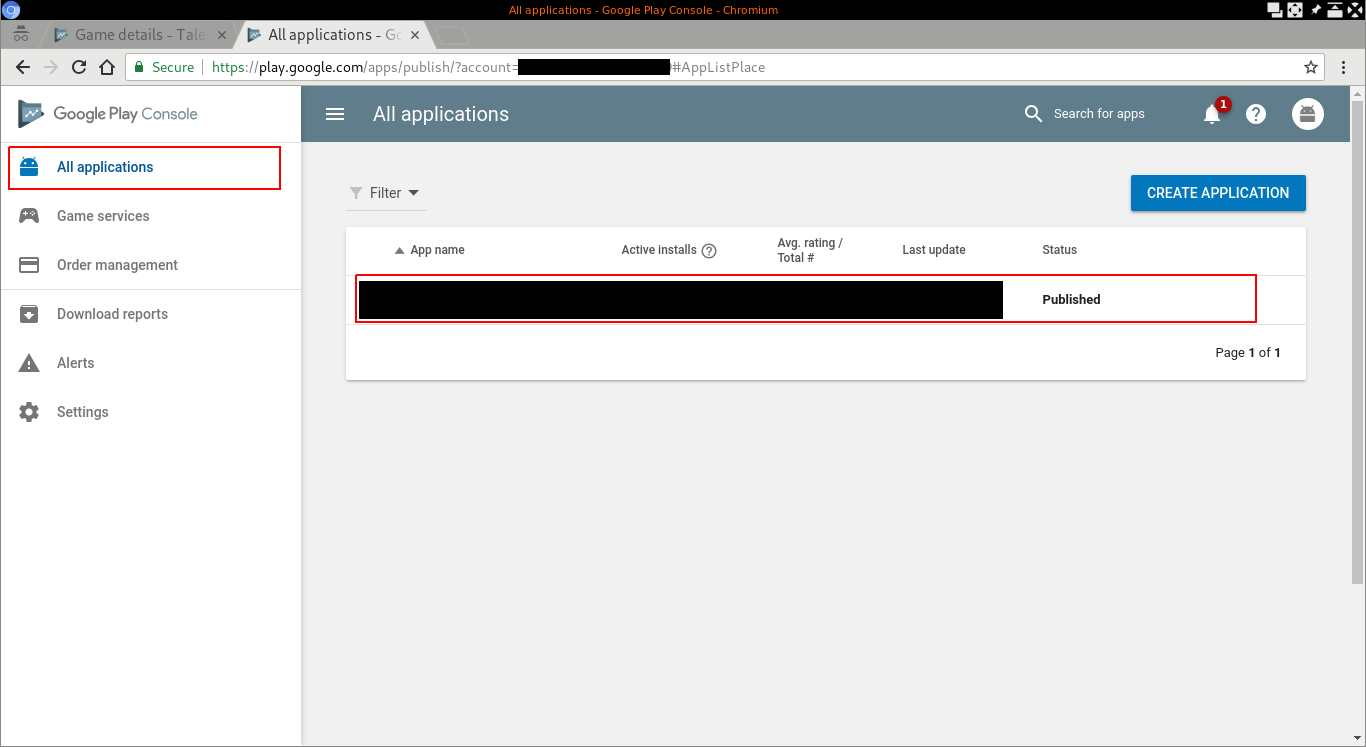 All applications - Google Play Console - Chromium
Game details - Tale
All applications - Go
Secure
https://play.google.com/apps/publish/?account=
#AppListPlace
Google Play Console
All applications
Search for apps
1
All applications
Game services
Order management
Download reports
Alerts
Settings
Filter
CREATE APPLICATION
App name
Active installs
Avg. rating /
Total #
Last update
Status
Published
Page 1 of 1